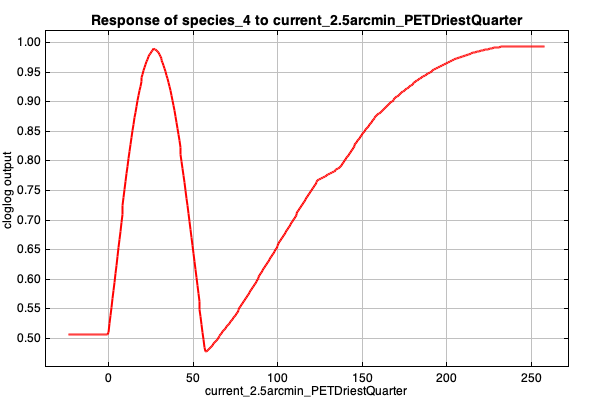 Response of species_4 to current_2.5arcmin_PETDriestQuarter
1.00
0.95
0.90
0.85
0.80
0.75
0.70
0.65
0.60
0.55
0.50
cloglog output
0 50 100 150 200 250
current_2.5arcmin_PETDriestQuarter